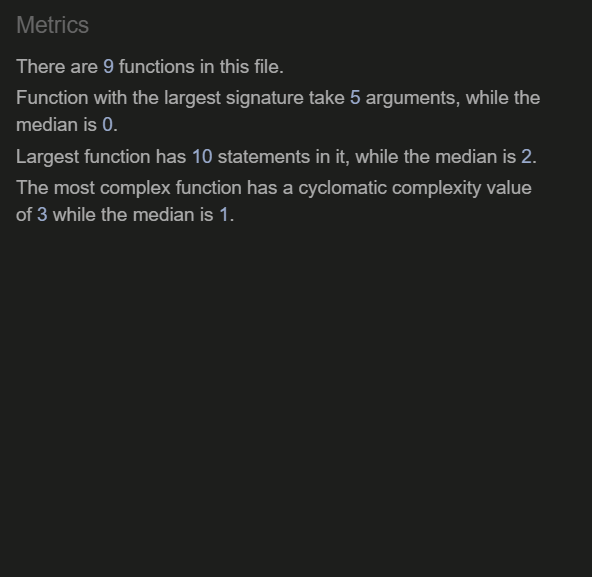 Metrics
There are 9 functions in this file.
Function with the largest signature take 5 arguments, while the
median is 0.
Largest function has 10 statements in it, while the median is 2.
The most complex function has a cyclomatic complexity value
of 3 while the median is 1.